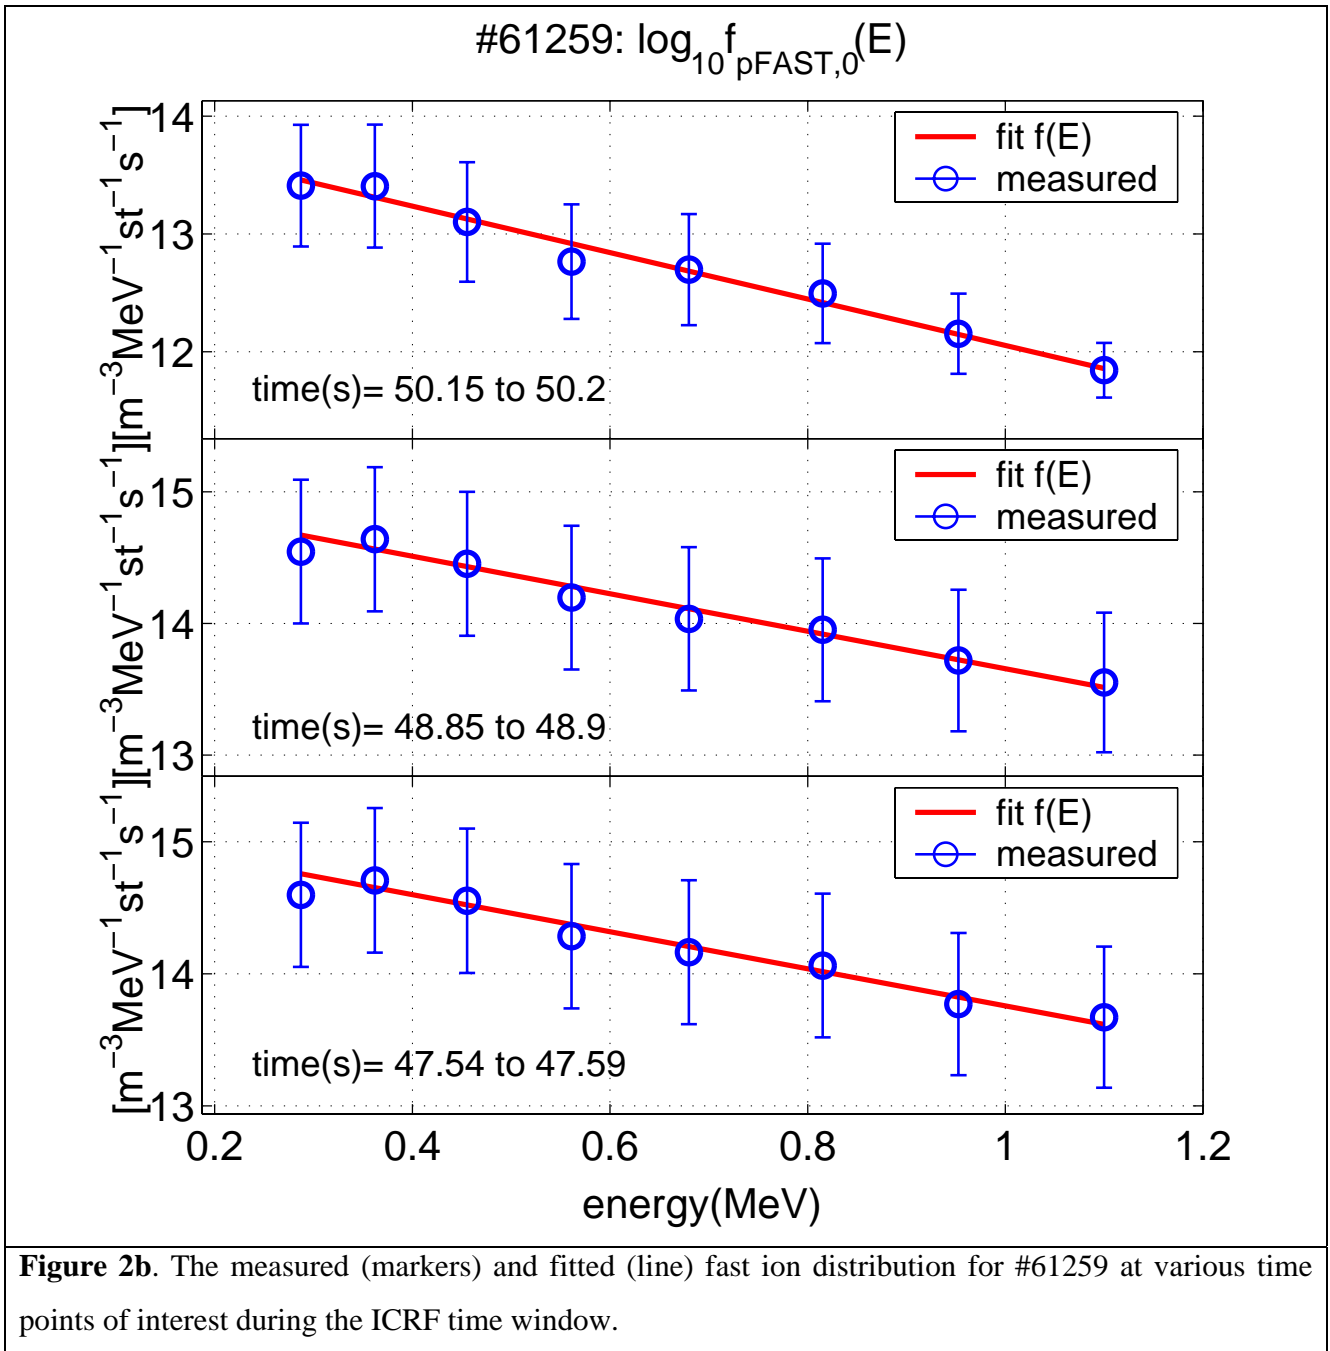 #61259: log10fpFAST,0(E)
[m−3MeV−1st−1s−1]
14
13
12
fit f(E)
measured
time(s)= 50.15 to 50.2
[m−3MeV−1st−1s−1]
15
14
13
fit f(E)
measured
time(s)= 48.85 to 48.9
[m−3MeV−1st−1s−1]
15
14
13
fit f(E)
measured
time(s)= 47.54 to 47.59
0.2 0.4 0.6 0.8 1 1.2
energy(MeV)
Figure 2b. The measured (markers) and fitted (line) fast ion distribution for #61259 at various time
points of interest during the ICRF time window.